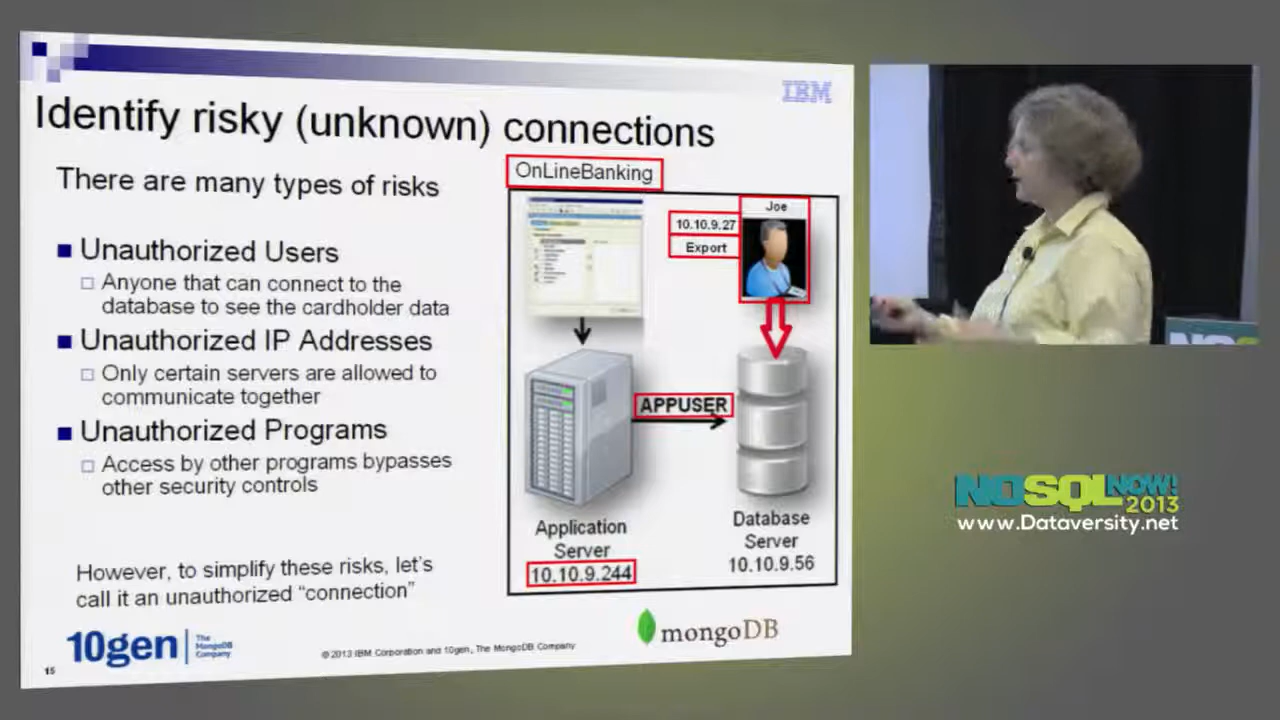 IBM
Identify risky (unknown) connections
There are many types of risks
Unauthorized Users
Anyone that can connect to the
database to see the cardholder data
Unauthorized IP Addresses
Only certain servers are allowed to
communicate together
Unauthorized Programs
Access by other programs bypasses
other security controls
However, to simplify these risks, let's
call it an unauthorized "connection"
OnLineBanking
Joe
10.10.9.27
Export
APPUSER
Application
Server
10.10.9.244
Database
Server
10.10.9.56
10gen
The
MongoDB
Company
© 2013 IBM Corporation and 10gen, The MongoDB Company
mongoDB
15
NOSQL NOW!
2013
www.Dataversity.net